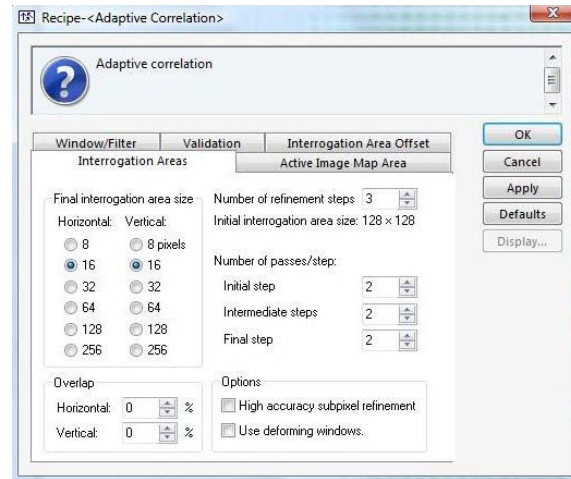 Recipe-<Adaptive Correlation>
Adaptive correlation
Window/Filter Validation Interrogation Area Offset
Interrogation Areas Active Image Map Area
OK
Cancel
Apply
Defaults
Display...
Final interrogation area size
Horizontal: Vertical:
8 8 pixels
16 16
32 32
64 64
128 128
256 256
Number of refinement steps 3
Initial interrogation area size: 128 × 128
Number of passes/step:
Initial step 2
Intermediate steps 2
Final step 2
Overlap
Horizontal: 0 %
Vertical: 0 %
Options
High accuracy subpixel refinement
Use deforming windows.